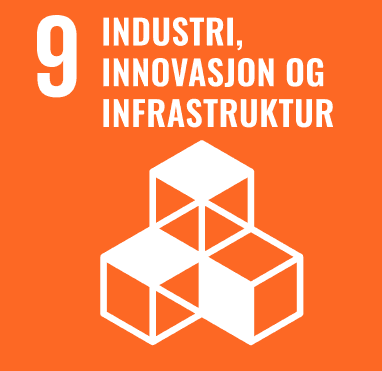 9
INDUSTRI,
INNOVASJON OG
INFRASTRUKTUR